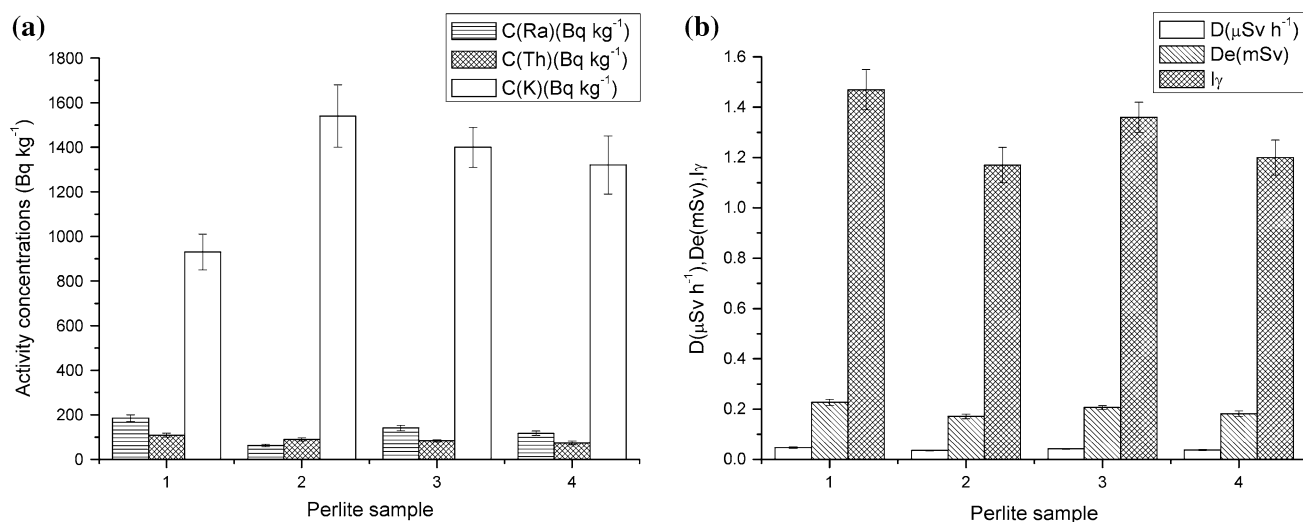 (a)
C(Ra)(Bq kg⁻¹)
C(Th)(Bq kg⁻¹)
C(K)(Bq kg⁻¹)
Activity concentrations (Bq kg⁻¹)
1800
1600
1400
1200
1000
800
600
400
200
0
1 2 3 4
Perlite sample
(b)
D(μSv h⁻¹)
De(mSv)
Iγ
D(μSv h⁻¹),De(mSv),Iγ
1.6
1.4
1.2
1.0
0.8
0.6
0.4
0.2
0.0
1 2 3 4
Perlite sample